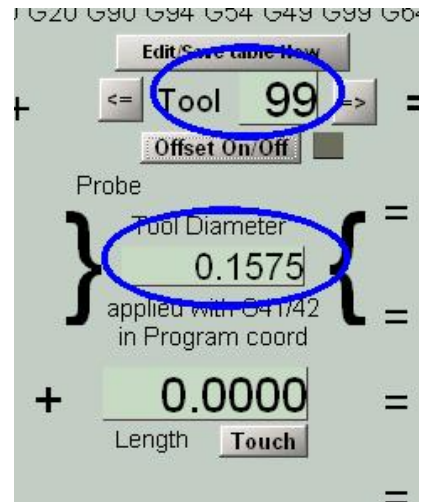 G20 G90 G94 G54 G49 G99 G64
Edit/Save table Now
+ <= Tool 99 => =
Offset On/Off
Probe
} Tool Diameter { =
0.1575
applied with G41/42 =
in Program coord
+ 0.0000 =
Length Touch
=